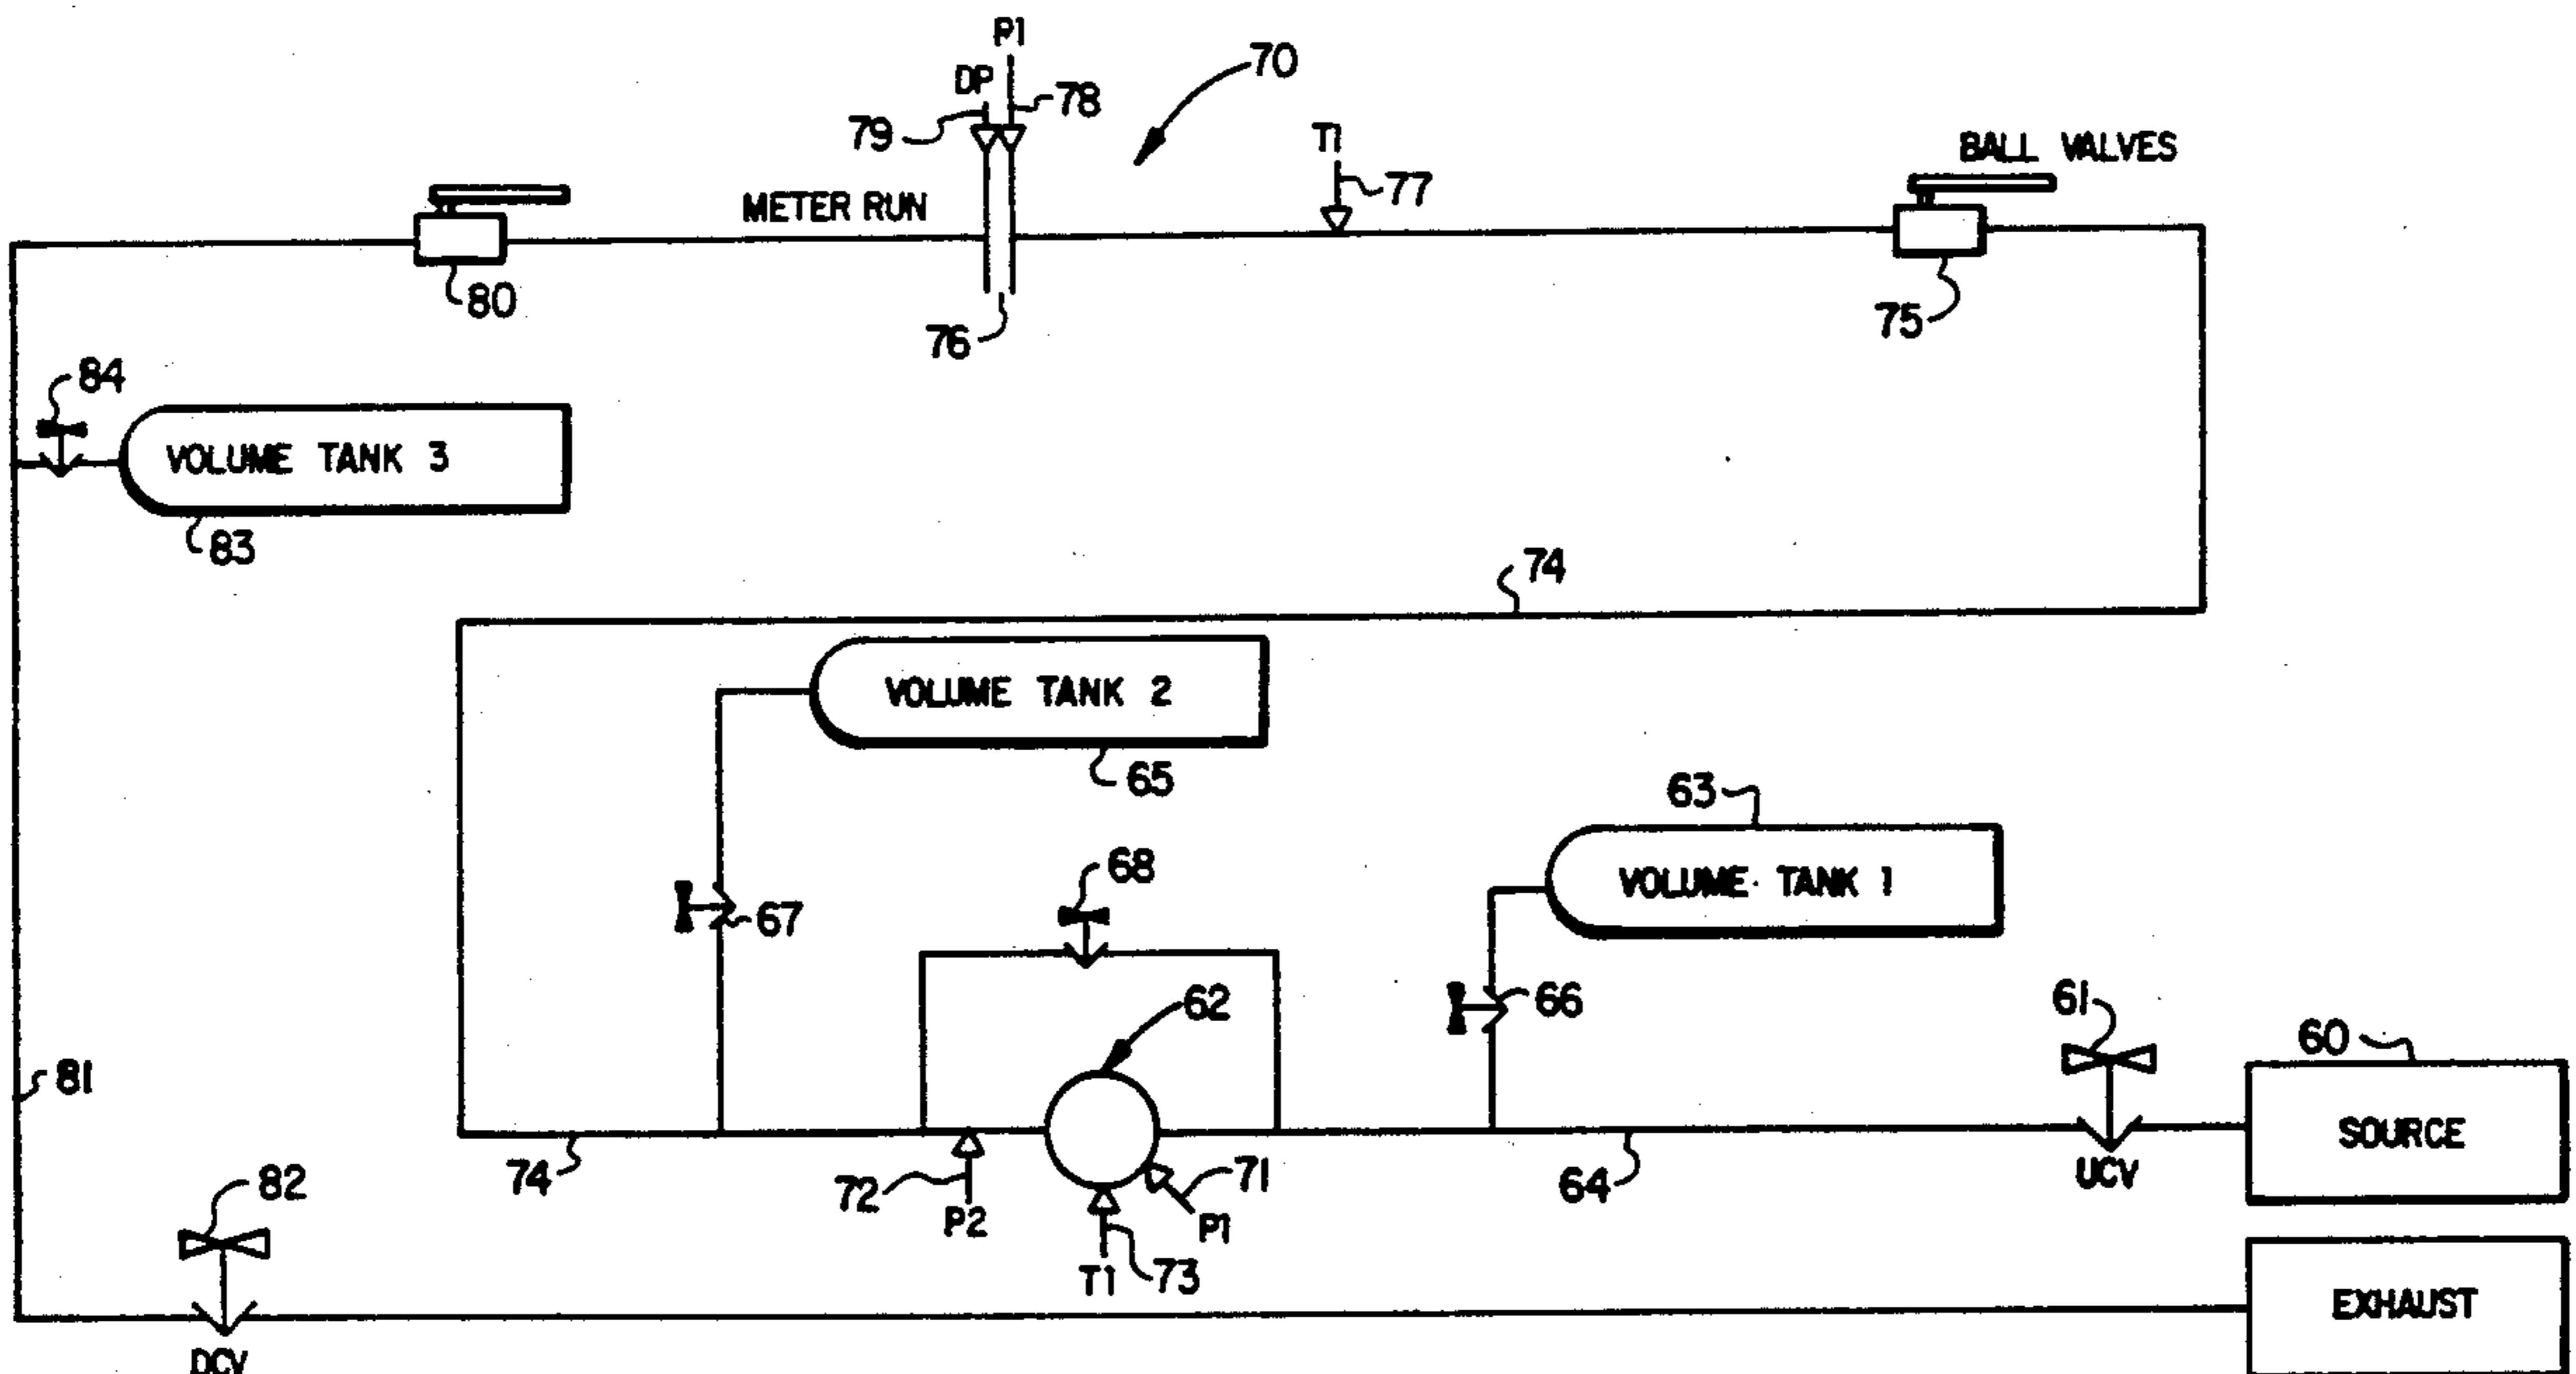 P1
DP
70
78
79
T1
BALL VALVES
77
METER RUN
80
75
76
84
VOLUME TANK 3
83
74
VOLUME TANK 2
65
63
68
VOLUME TANK 1
67
62
66
61
60
81
SOURCE
74
82
72
71
64
UCV
P2
P1
T1
73
EXHAUST
DCV